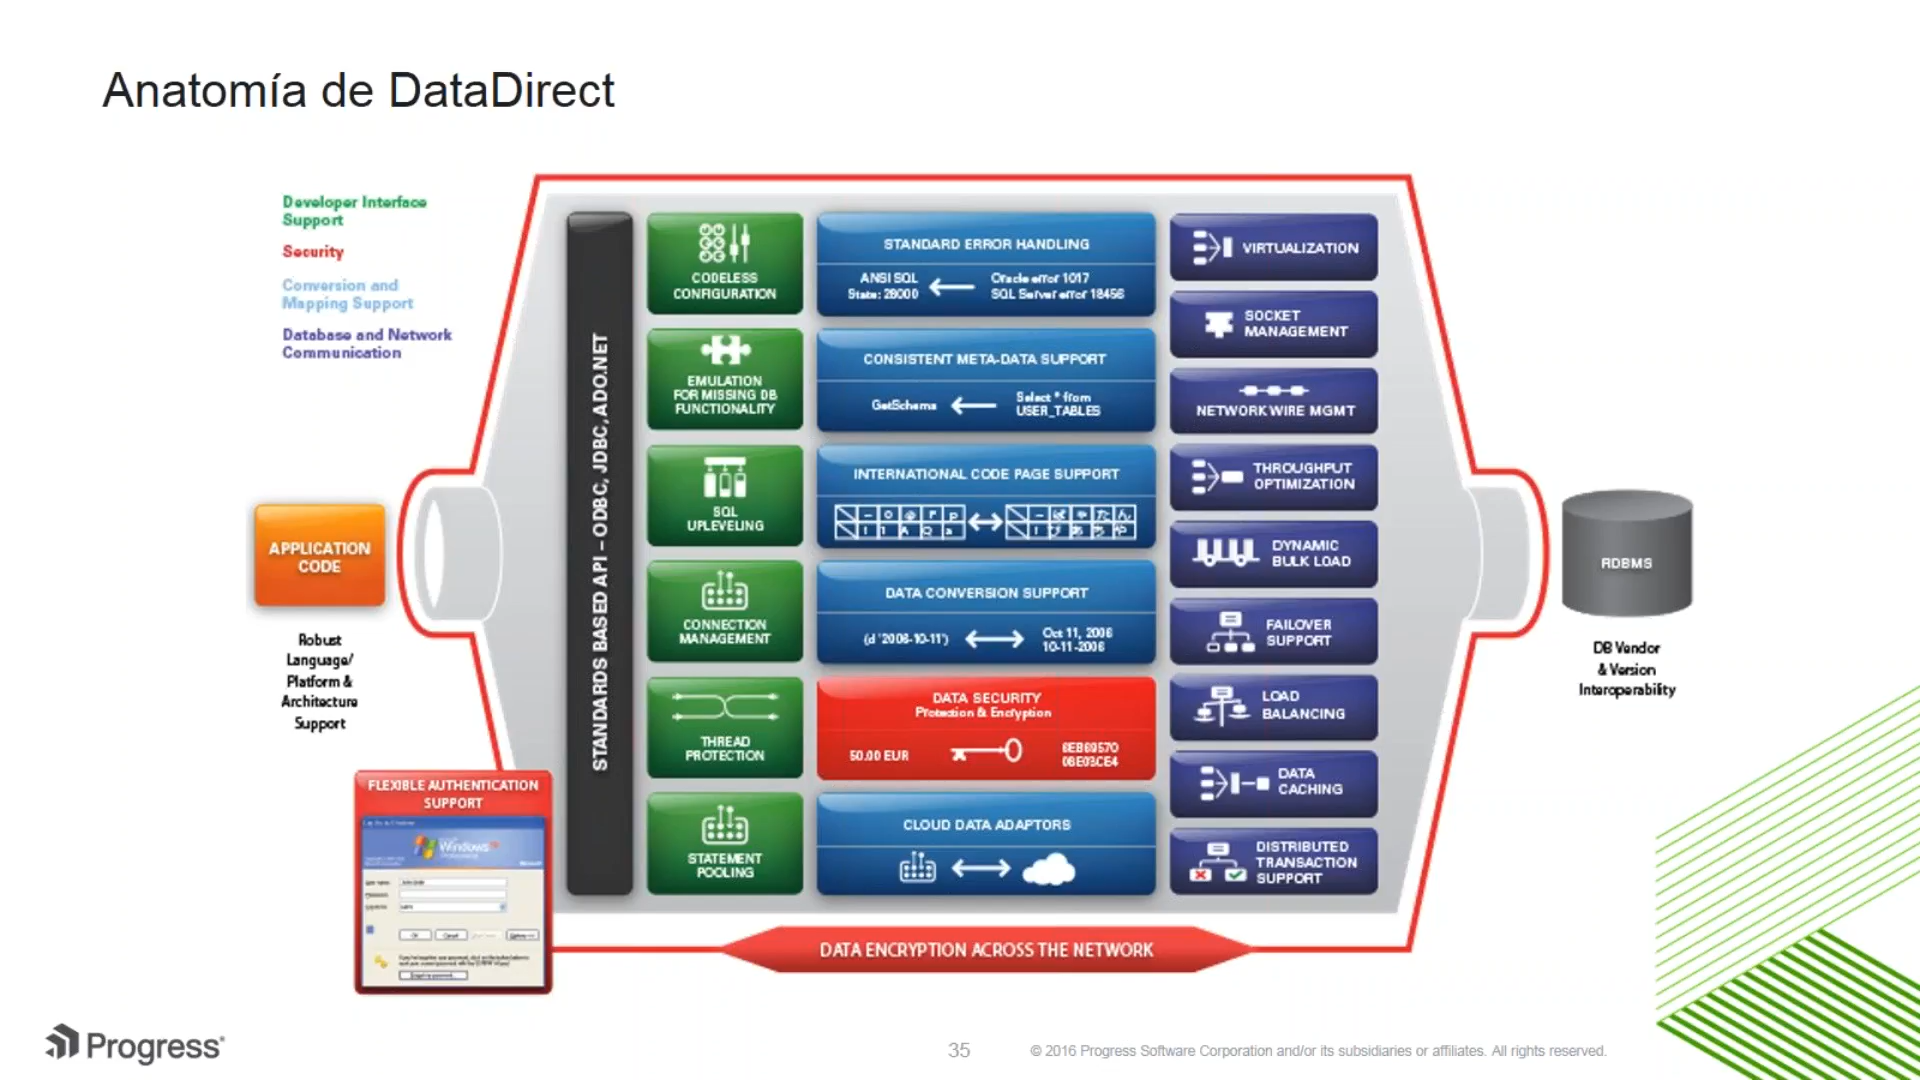 Anatomía de DataDirect
Developer Interface
Support
Security
Conversion and
Mapping Support
Database and Network
Communication
APPLICATION
CODE
Robust
Language/
Platform &
Architecture
Support
FLEXIBLE AUTHENTICATION
SUPPORT
Windows
STANDARDS BASED API – ODBC, JDBC, ADO.NET
CODELESS
CONFIGURATION
EMULATION
FOR MISSING DB
FUNCTIONALITY
SQL
UPLEVELING
CONNECTION
MANAGEMENT
THREAD
PROTECTION
STATEMENT
POOLING
STANDARD ERROR HANDLING
ANSI SQL
State: 28000
Oracle error 1017
SQL Server error 18456
CONSISTENT META-DATA SUPPORT
GetSchema
Select * from
USER_TABLES
INTERNATIONAL CODE PAGE SUPPORT
DATA CONVERSION SUPPORT
(d '2006-10-11')
Oct 11, 2006
10-11-2006
DATA SECURITY
Protection & Encryption
50.00 EUR
CLOUD DATA ADAPTORS
VIRTUALIZATION
SOCKET
MANAGEMENT
NETWORK WIRE MGMT
THROUGHPUT
OPTIMIZATION
DYNAMIC
BULK LOAD
FAILOVER
SUPPORT
LOAD
BALANCING
DATA
CACHING
DISTRIBUTED
TRANSACTION
SUPPORT
RDBMS
DB Vendor
& Version
Interoperability
DATA ENCRYPTION ACROSS THE NETWORK
Progress
35
© 2016 Progress Software Corporation and/or its subsidiaries or affiliates. All rights reserved.